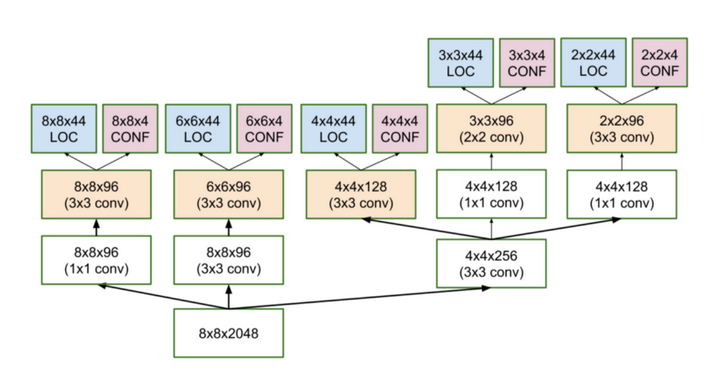 3x3x44
LOC
3x3x4
CONF
2x2x44
LOC
2x2x4
CONF
8x8x44
LOC
8x8x4
CONF
6x6x44
LOC
6x6x4
CONF
4x4x44
LOC
4x4x4
CONF
3x3x96
(2x2 conv)
2x2x96
(3x3 conv)
8x8x96
(3x3 conv)
6x6x96
(3x3 conv)
4x4x128
(3x3 conv)
4x4x128
(1x1 conv)
4x4x128
(1x1 conv)
8x8x96
(1x1 conv)
8x8x96
(3x3 conv)
4x4x256
(3x3 conv)
8x8x2048